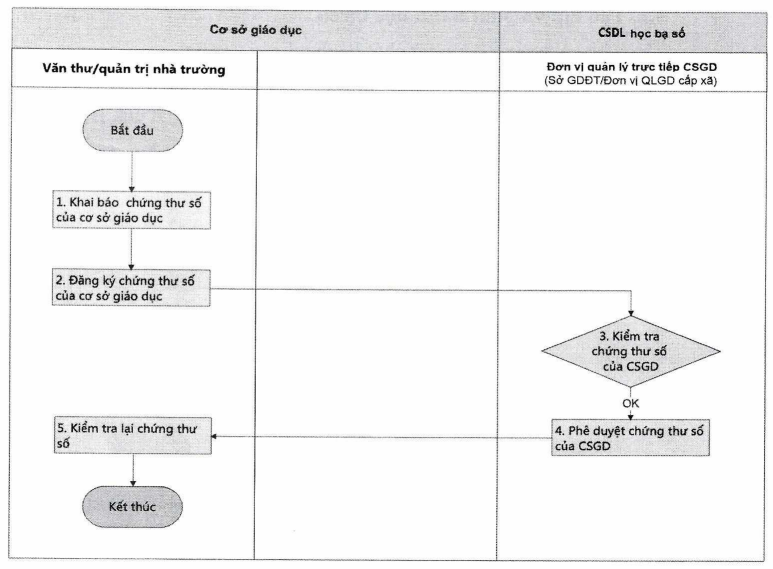 Cơ sở giáo dục
CSDL học bạ số
Văn thư/quản trị nhà trường
Đơn vị quản lý trực tiếp CSGD
(Sở GDĐT/Đơn vị QLGD cấp xã)
Bắt đầu
1. Khai báo chứng thư số
của cơ sở giáo dục
2. Đăng ký chứng thư số
của cơ sở giáo dục
3. Kiểm tra
chứng thư số
của CSGD
OK
4. Phê duyệt chứng thư số
của CSGD
5. Kiểm tra lại chứng thư
số
Kết thúc